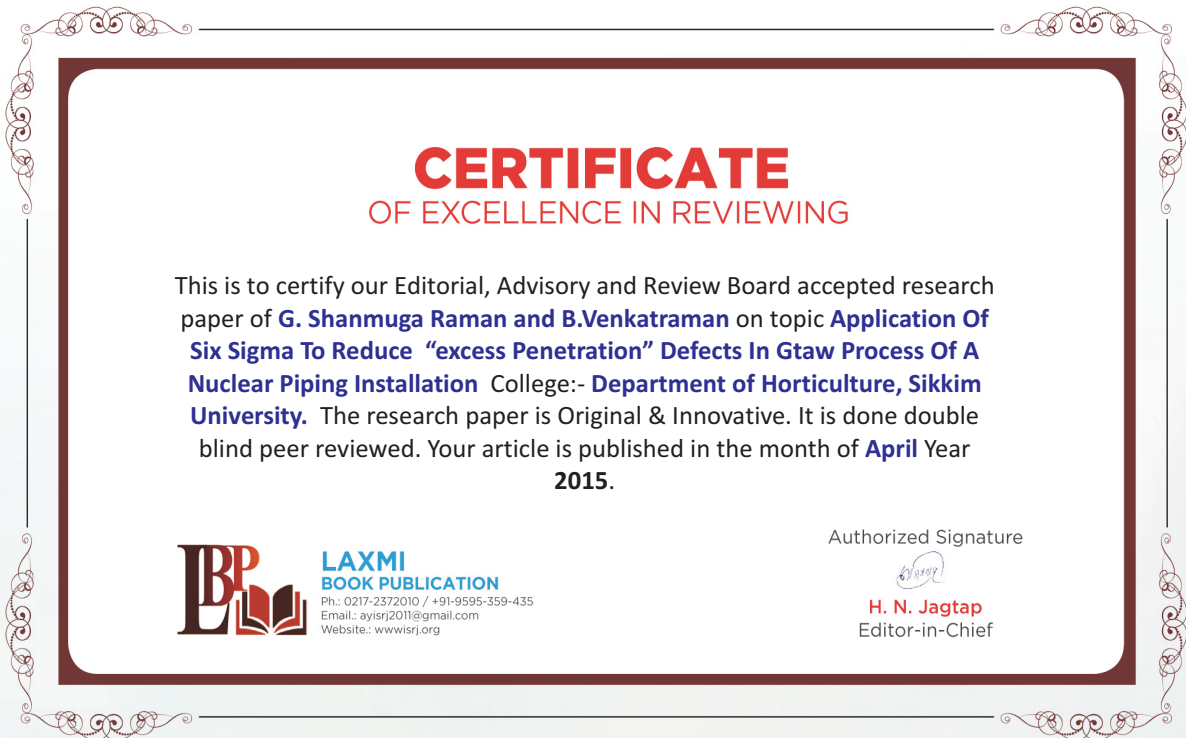 CERTIFICATE
OF EXCELLENCE IN REVIEWING
This is to certify our Editorial, Advisory and Review Board accepted research
paper of G. Shanmuga Raman and B.Venkatraman on topic Application Of
Six Sigma To Reduce “excess Penetration” Defects In Gtaw Process Of A
Nuclear Piping Installation College:- Department of Horticulture, Sikkim
University. The research paper is Original & Innovative. It is done double
blind peer reviewed. Your article is published in the month of April Year
2015.
LBP
LAXMI
BOOK PUBLICATION
Ph.: 0217-2372010 / +91-9595-359-435
Email.: ayisrj2011@gmail.com
Website.: wwwisrj.org
Authorized Signature
H. N. Jagtap
Editor-in-Chief